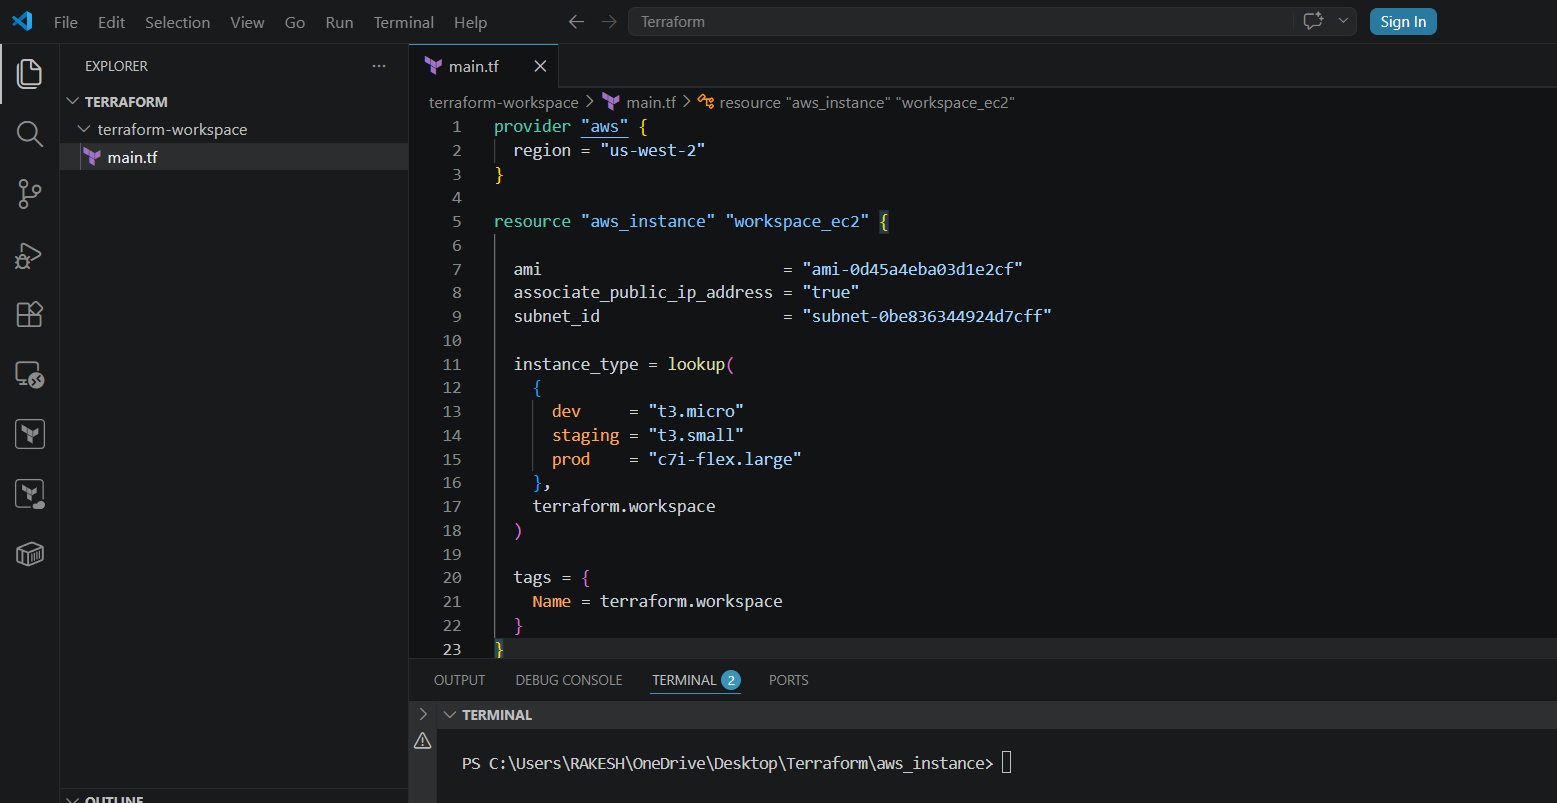 File Edit Selection View Go Run Terminal Help
Terraform
Sign In
EXPLORER
TERRAFORM
terraform-workspace
main.tf
OUTLINE
main.tf
terraform-workspace > main.tf > resource "aws_instance" "workspace_ec2"
1 provider "aws" {
2   region = "us-west-2"
3 }
4
5 resource "aws_instance" "workspace_ec2" {
6
7   ami                         = "ami-0d45a4eba03d1e2cf"
8   associate_public_ip_address = "true"
9   subnet_id                   = "subnet-0be836344924d7cff"
10
11   instance_type = lookup(
12     {
13       dev     = "t3.micro"
14       staging = "t3.small"
15       prod    = "c7i-flex.large"
16     },
17     terraform.workspace
18   )
19
20   tags = {
21     Name = terraform.workspace
22   }
23 }
OUTPUT DEBUG CONSOLE TERMINAL 2 PORTS
TERMINAL
PS C:\Users\RAKESH\OneDrive\Desktop\Terraform\aws_instance>